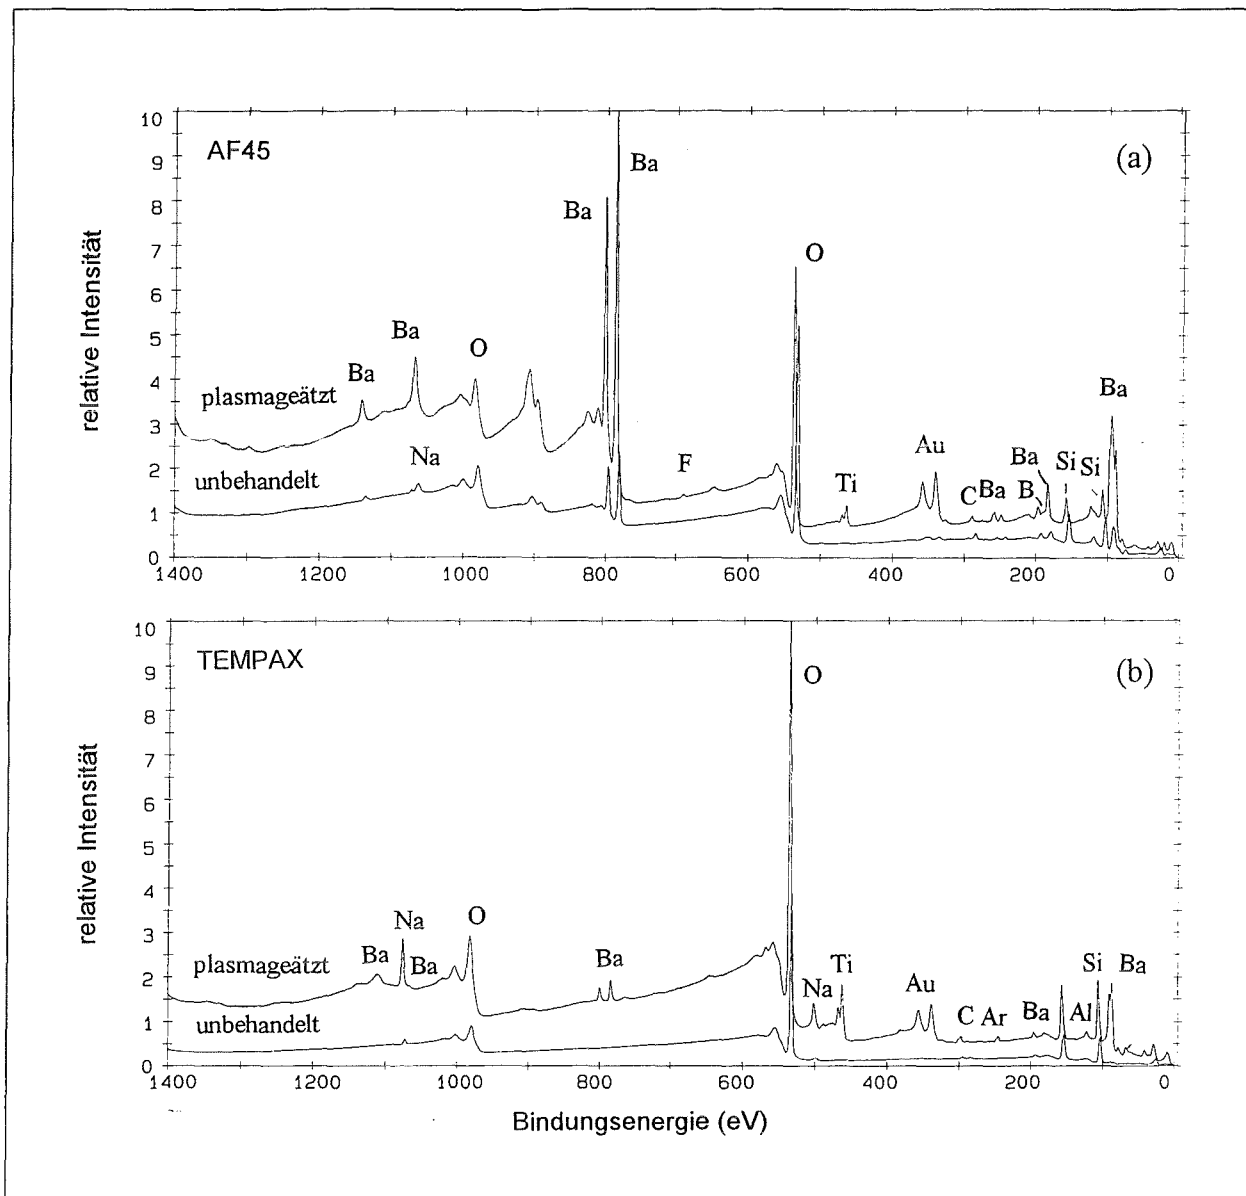 10
9
8
7
6
5
4
3
2
1
0
AF45
(a)
relative Intensität
Ba
Ba
O
Ba
Ba
O
plasmageätzt
Na
unbehandelt
F
Ti
Au
C
Ba
B
Ba
Si
Si
Ba
1400
1200
1000
800
600
400
200
0
10
9
8
7
6
5
4
3
2
1
0
TEMPAX
(b)
relative Intensität
O
Ba
Na
Ba
O
plasmageätzt
unbehandelt
Ba
Na
Ti
Au
C
Ar
Ba
Al
Si
Ba
1400
1200
1000
800
600
400
200
0
Bindungsenergie (eV)